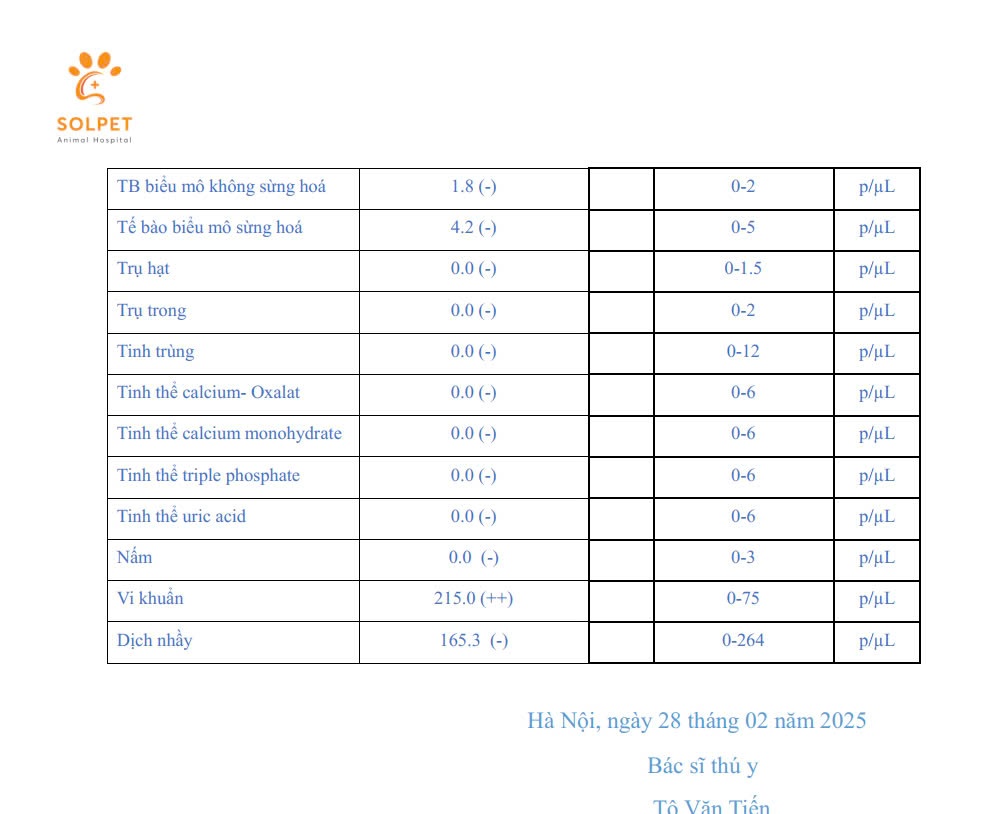 SOLPET
Animal Hospital
TB biểu mô không sừng hoá 1.8 (-) 0-2 p/µL
Tế bào biểu mô sừng hoá 4.2 (-) 0-5 p/µL
Trụ hạt 0.0 (-) 0-1.5 p/µL
Trụ trong 0.0 (-) 0-2 p/µL
Tinh trùng 0.0 (-) 0-12 p/µL
Tinh thể calcium- Oxalat 0.0 (-) 0-6 p/µL
Tinh thể calcium monohydrate 0.0 (-) 0-6 p/µL
Tinh thể triple phosphate 0.0 (-) 0-6 p/µL
Tinh thể uric acid 0.0 (-) 0-6 p/µL
Nấm 0.0 (-) 0-3 p/µL
Vi khuẩn 215.0 (++) 0-75 p/µL
Dịch nhầy 165.3 (-) 0-264 p/µL
Hà Nội, ngày 28 tháng 02 năm 2025
Bác sĩ thú y
Tô Văn Tiến